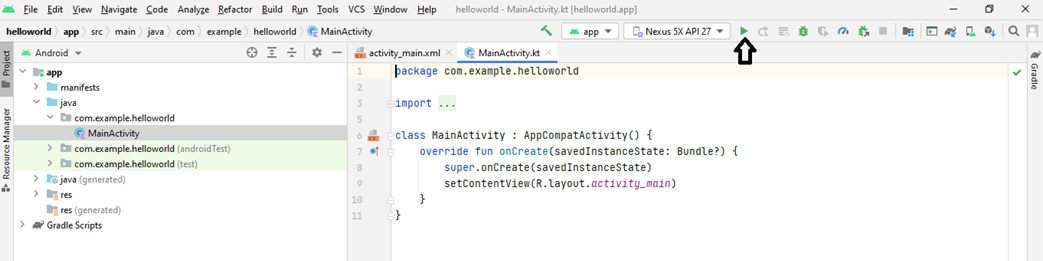 File Edit View Navigate Code Analyze Refactor Build Run Tools VCS Window Help helloworld - MainActivity.kt [helloworld.app]
helloworld app src main java com example helloworld MainActivity app Nexus 5X API 27
Project
Resource Manager
Android
app
manifests
java
com.example.helloworld
MainActivity
com.example.helloworld (androidTest)
com.example.helloworld (test)
java (generated)
res
res (generated)
Gradle Scripts
activity_main.xml MainActivity.kt
1 package com.example.helloworld
2
3 import ...
5
6 class MainActivity : AppCompatActivity() {
7 override fun onCreate(savedInstanceState: Bundle?) {
8 super.onCreate(savedInstanceState)
9 setContentView(R.layout.activity_main)
10 }
11 }
Gradle